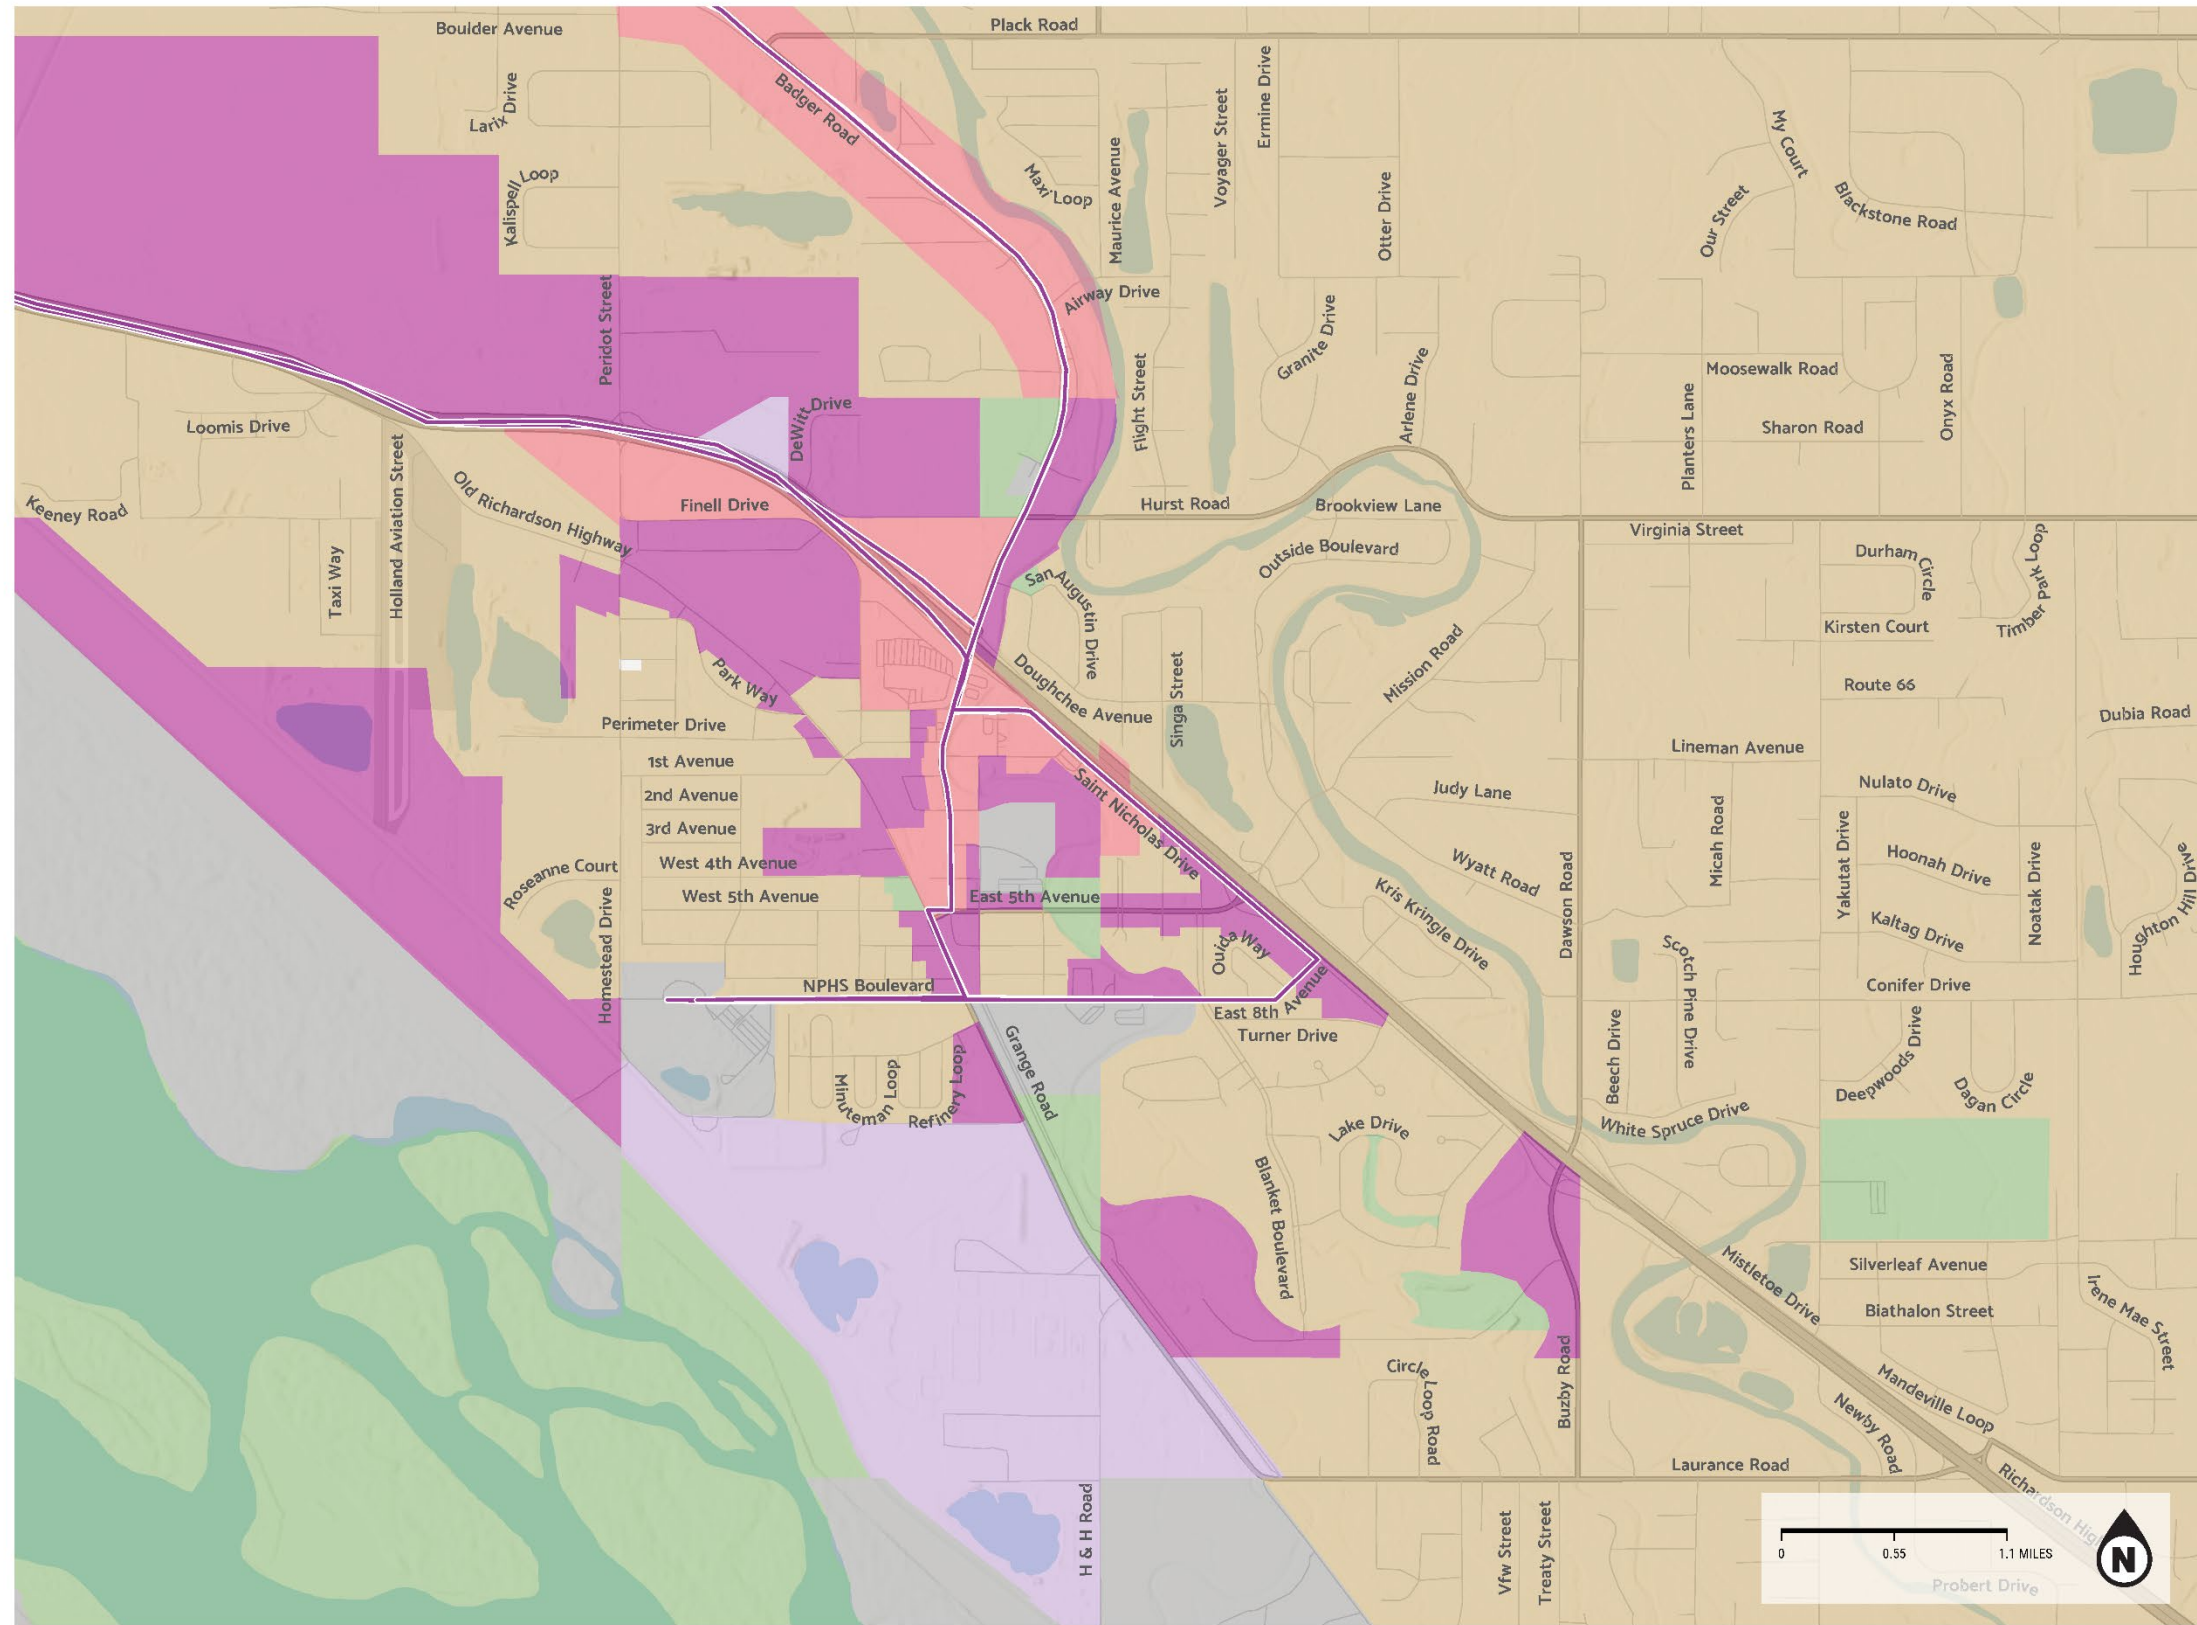 Boulder Avenue
Plack Road
Badger Road
Larix Drive
Kalispell Loop
Maxi Loop
Maurice Avenue
Voyager Street
Ermine Drive
Otter Drive
My Court
Our Street
Blackstone Road
Peridot Street
Airway Drive
Flight Street
Granite Drive
Arlene Drive
Moosewalk Road
Planters Lane
Sharon Road
Onyx Road
Loomis Drive
DeWitt Drive
Holland Aviation Street
Old Richardson Highway
Finell Drive
Keeney Road
Taxi Way
Hurst Road
Brookview Lane
Outside Boulevard
Virginia Street
Durham Circle
Timber Park Loop
Kirsten Court
San Augustin Drive
Park Way
Doughchee Avenue
Singa Street
Mission Road
Route 66
Dubia Road
Perimeter Drive
1st Avenue
2nd Avenue
3rd Avenue
West 4th Avenue
West 5th Avenue
Saint Nicholas Drive
Judy Lane
Lineman Avenue
Nulato Drive
Micah Road
Yakutat Drive
Hoonah Drive
Noatak Drive
Kaltag Drive
Houghton Hill Drive
Wyatt Road
Dawson Road
Roseanne Court
Homestead Drive
East 5th Avenue
Kris Kringle Drive
Ouida Way
Scotch Pine Drive
Conifer Drive
NPHS Boulevard
East 8th Avenue
Turner Drive
Grange Road
Beech Drive
Deepwoods Drive
Dagan Circle
Minuteman Loop
Refinery Loop
Lake Drive
White Spruce Drive
Blanket Boulevard
Mistletoe Drive
Silverleaf Avenue
Biathalon Street
Irene Mae Street
Circle Loop Road
Buzby Road
Mandeville Loop
Newby Road
Laurance Road
H & H Road
Vfw Street
Treaty Street
Richardson High
0 0.55 1.1 MILES
N
Probert Drive